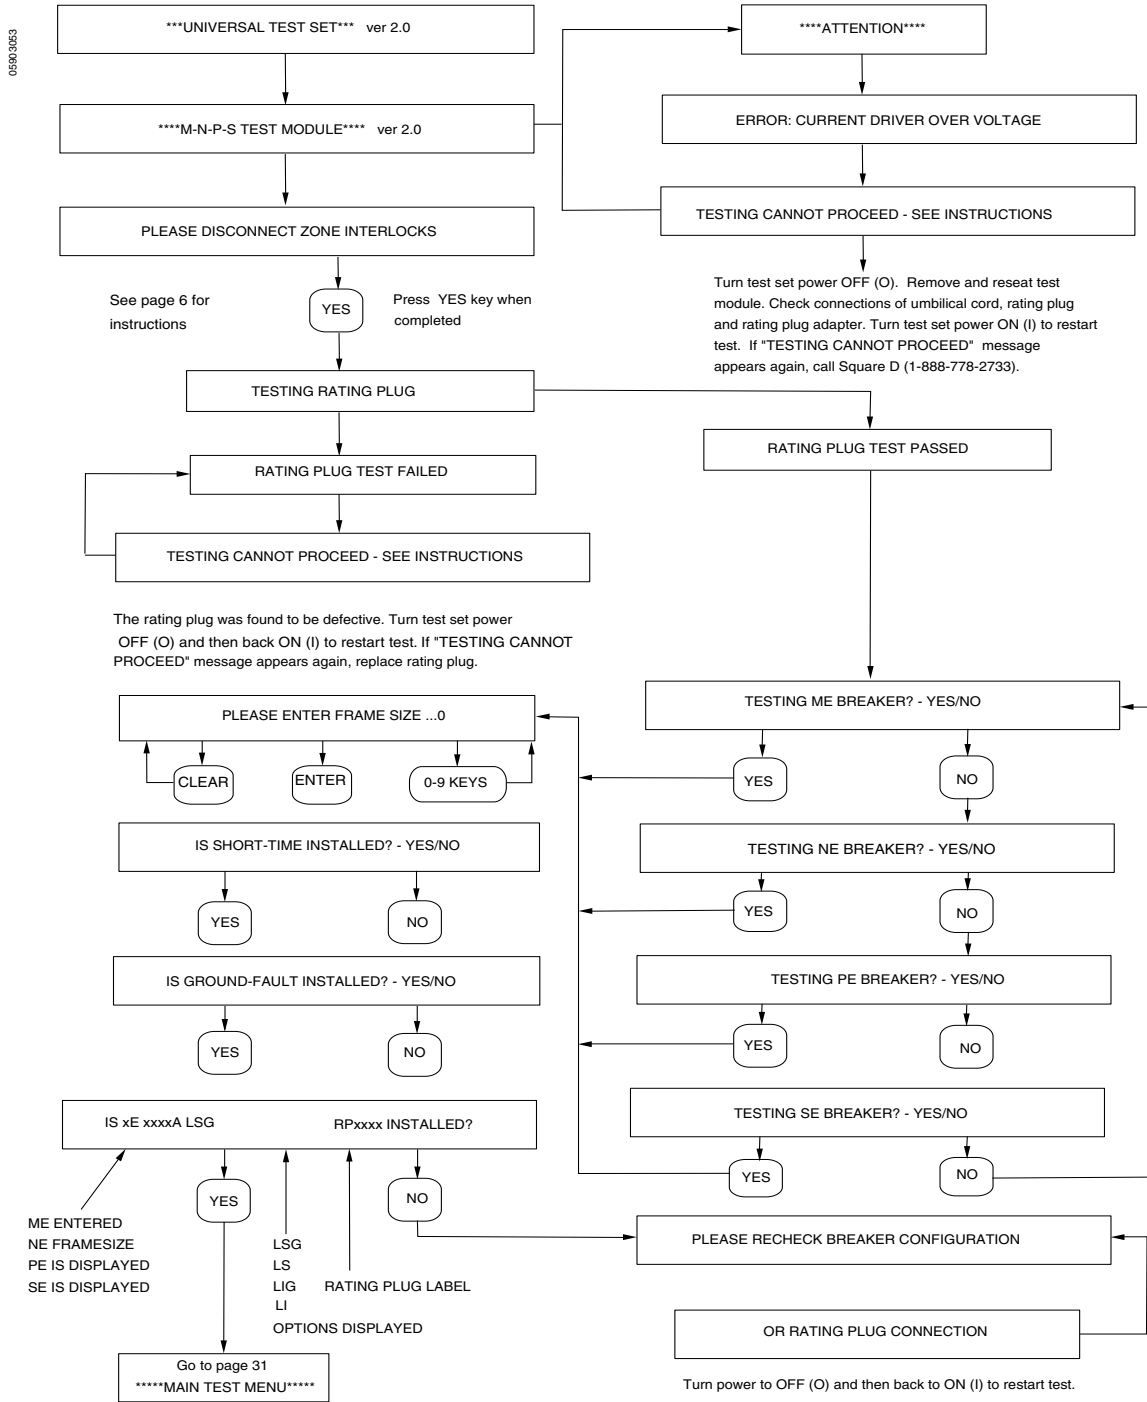 05903053
***UNIVERSAL TEST SET*** ver 2.0
****M-N-P-S TEST MODULE**** ver 2.0
PLEASE DISCONNECT ZONE INTERLOCKS
See page 6 for
instructions
YES
Press YES key when
completed
****ATTENTION****
ERROR: CURRENT DRIVER OVER VOLTAGE
TESTING CANNOT PROCEED - SEE INSTRUCTIONS
Turn test set power OFF (O). Remove and reseat test
module. Check connections of umbilical cord, rating plug
and rating plug adapter. Turn test set power ON (I) to restart
test. If "TESTING CANNOT PROCEED" message
appears again, call Square D (1-888-778-2733).
TESTING RATING PLUG
RATING PLUG TEST FAILED
TESTING CANNOT PROCEED - SEE INSTRUCTIONS
The rating plug was found to be defective. Turn test set power
OFF (O) and then back ON (I) to restart test. If "TESTING CANNOT
PROCEED" message appears again, replace rating plug.
RATING PLUG TEST PASSED
TESTING ME BREAKER? - YES/NO
YES
NO
TESTING NE BREAKER? - YES/NO
YES
NO
TESTING PE BREAKER? - YES/NO
YES
NO
TESTING SE BREAKER? - YES/NO
YES
NO
PLEASE ENTER FRAME SIZE ...0
CLEAR
ENTER
0-9 KEYS
IS SHORT-TIME INSTALLED? - YES/NO
YES
NO
IS GROUND-FAULT INSTALLED? - YES/NO
YES
NO
IS xE xxxxA LSG RPxxxx INSTALLED?
YES
NO
ME ENTERED
NE FRAMESIZE
PE IS DISPLAYED
SE IS DISPLAYED
LSG
LS
LIG
LI
OPTIONS DISPLAYED
RATING PLUG LABEL
Go to page 31
*****MAIN TEST MENU*****
PLEASE RECHECK BREAKER CONFIGURATION
OR RATING PLUG CONNECTION
Turn power to OFF (O) and then back to ON (I) to restart test.